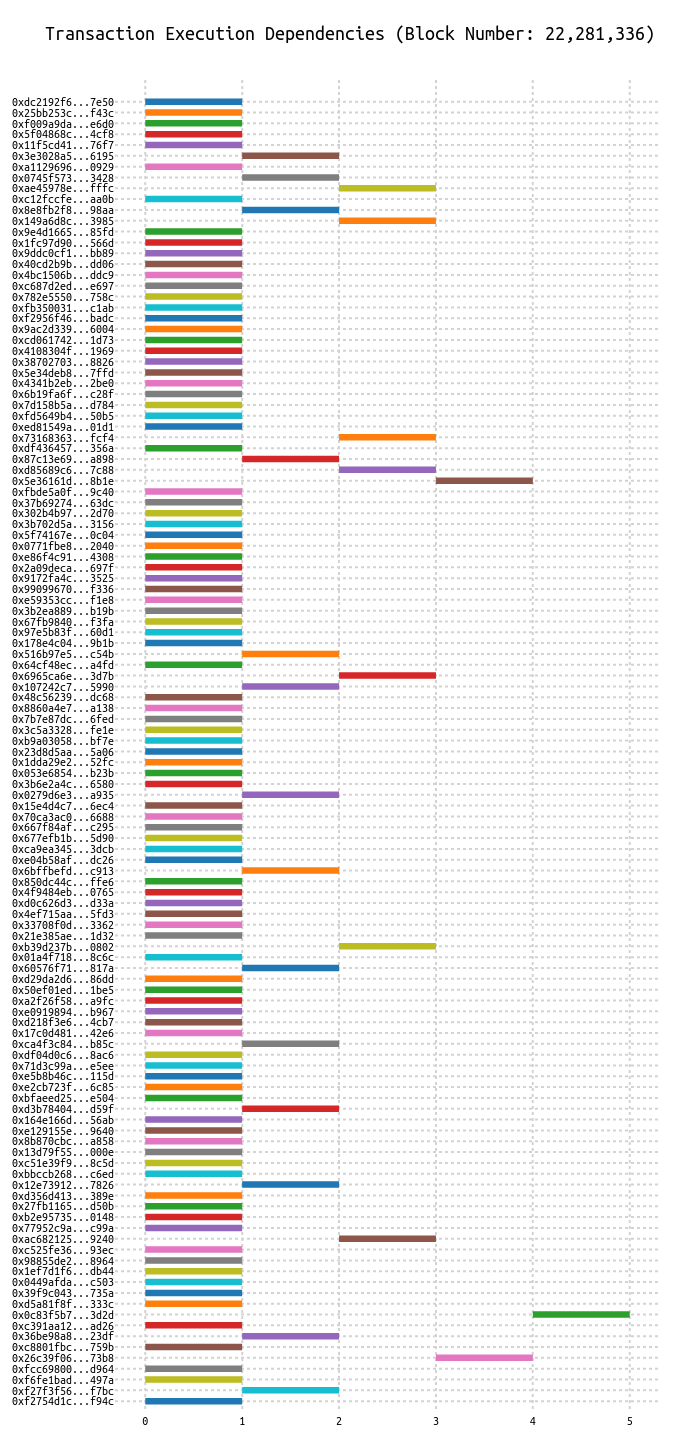 Transaction Execution Dependencies (Block Number: 22,281,336)
0xdc2192f6...7e50
0x25bb253c...f43c
0xf009a9da...e6d0
0x5f04868c...4cf8
0x11f5cd41...76f7
0x3e3028a5...6195
0xa1129696...0929
0x0745f573...3428
0xae45978e...fffc
0xc12fccfe...aa0b
0x8e8fb2f8...98aa
0x149a6d8c...3985
0x9e4d1665...85fd
0x1fc97d90...566d
0x9ddc0cf1...bb89
0x40cd2b9b...dd06
0x4bc1506b...ddc9
0xc687d2ed...e697
0x782e5550...758c
0xfb350031...c1ab
0xf2956f46...badc
0x9ac2d339...6004
0xcd061742...1d73
0x4108304f...1969
0x38702703...8826
0x5e34deb8...7ffd
0x4341b2eb...2be0
0x6b19fa6f...c28f
0x7d158b5a...d784
0xfd5649b4...50b5
0xed81549a...01d1
0x73168363...fcf4
0xdf436457...356a
0x87c13e69...a898
0xd85689c6...7c88
0x5e36161d...8b1e
0xfbde5a0f...9c40
0x37b69274...63dc
0x302b4b97...2d70
0x3b702d5a...3156
0x5f74167e...0c04
0x0771fbe8...2040
0xe86f4c91...4308
0x2a09deca...697f
0x9172fa4c...3525
0x99099670...f336
0xe59353cc...f1e8
0x3b2ea889...b19b
0x67fb9840...f3fa
0x97e5b83f...60d1
0x178e4c04...9b1b
0x516b97e5...c54b
0x64cf48ec...a4fd
0x6965ca6e...3d7b
0x107242c7...5990
0x48c56239...dc68
0x8860a4e7...a138
0x7b7e87dc...6fed
0x3c5a3328...fe1e
0xb9a03058...bf7e
0x23d8d5aa...5a06
0x1dda29e2...52fc
0x053e6854...b23b
0x3b6e2a4c...6580
0x0279d6e3...a935
0x15e4d4c7...6ec4
0x70ca3ac0...6688
0x667f84af...c295
0x677efb1b...5d90
0xca9ea345...3dcb
0xe04b58af...dc26
0x6bffbefd...c913
0x850dc44c...ffe6
0x4f9484eb...0765
0xd0c626d3...d33a
0x4ef715aa...5fd3
0x33708f0d...3362
0x21e385ae...1d32
0xb39d237b...0802
0x01a4f718...8c6c
0x60576f71...817a
0xd29da2d6...86dd
0x50ef01ed...1be5
0xa2f26f58...a9fc
0xe0919894...b967
0xd218f3e6...4cb7
0x17c0d481...42e6
0xca4f3c84...b85c
0xdf04d0c6...8ac6
0x71d3c99a...e5ee
0xe5b8b46c...115d
0xe2cb723f...6c85
0xbfaeed25...e504
0xd3b78404...d59f
0x164e166d...56ab
0xe129155e...9640
0x8b870cbc...a858
0x13d79f55...000e
0xc51e39f9...8c5d
0xbbccb268...c6ed
0x12e73912...7826
0xd356d413...389e
0x27fb1165...d50b
0xb2e95735...0148
0x77952c9a...c99a
0xac682125...9240
0xc525fe36...93ec
0x98855de2...8964
0x1ef7d1f6...db44
0x0449afda...c503
0x39f9c043...735a
0xd5a81f8f...333c
0x0c83f5b7...3d2d
0xc391aa12...ad26
0x36be98a8...23df
0xc8801fbc...759b
0x26c39f06...73b8
0xfcc69800...d964
0xf6fe1bad...497a
0xf27f3f56...f7bc
0xf2754d1c...f94c
0 1 2 3 4 5